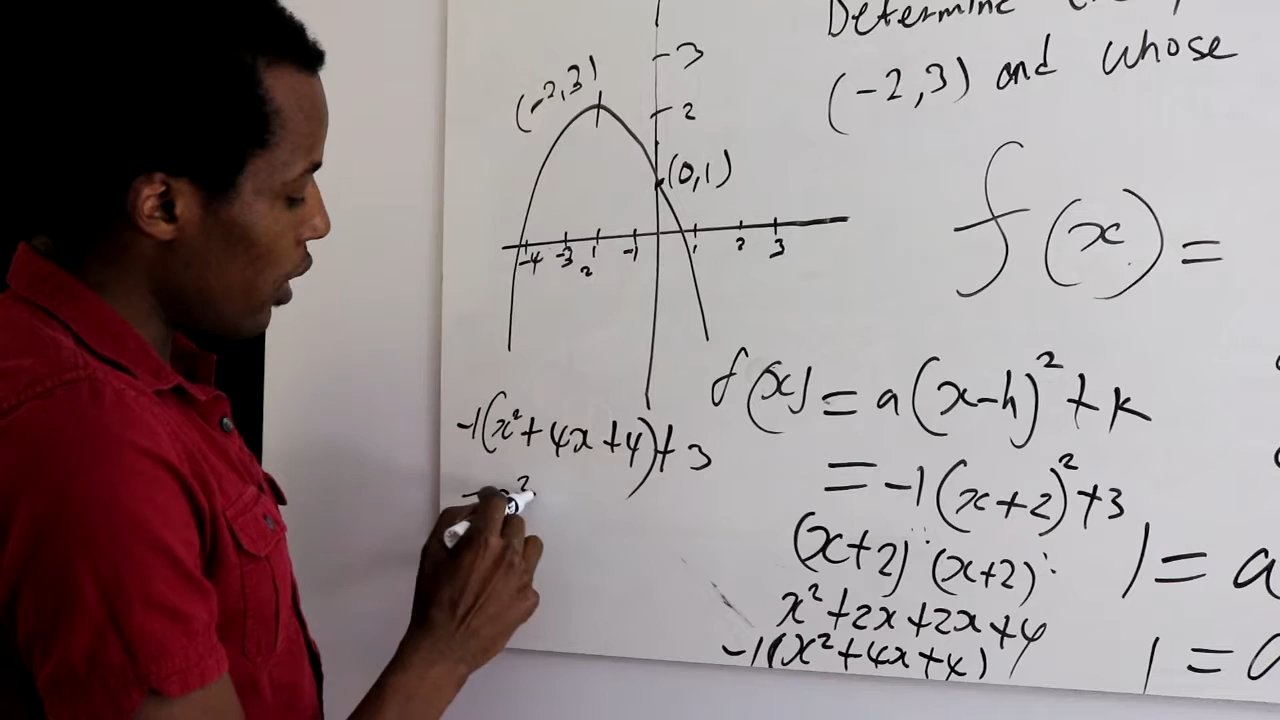 Determine
(-2,3) and whose
3
(-2,3)
2
(0,1)
-4 -3 2 -1 1 2 3
f(x) =
f(x) = a(x-h)² + k
-1(x² + 4x + 4) + 3
= -1(x+2)² + 3
(x+2) (x+2)
1 = a
x² + 2x + 2x + 4
-1(x² + 4x + 4)
1 =